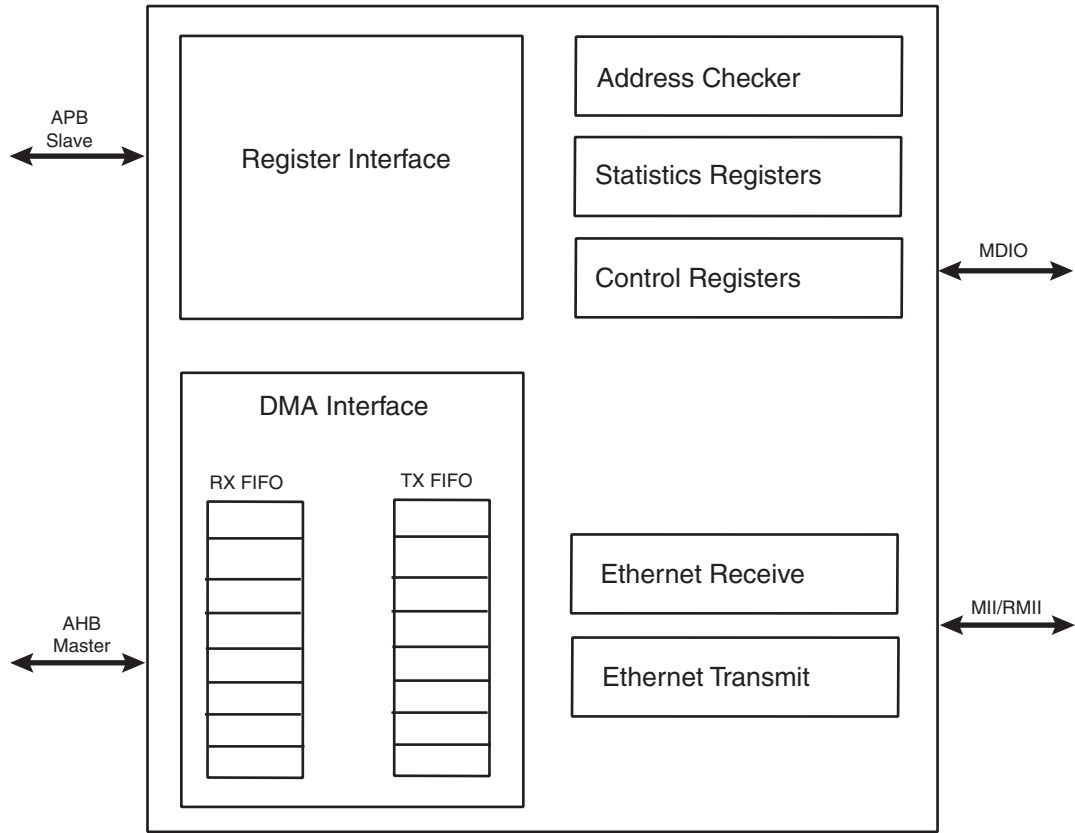 APB
Slave
Register Interface
Address Checker
Statistics Registers
Control Registers
MDIO
DMA Interface
RX FIFO
TX FIFO
AHB
Master
Ethernet Receive
Ethernet Transmit
MII/RMII